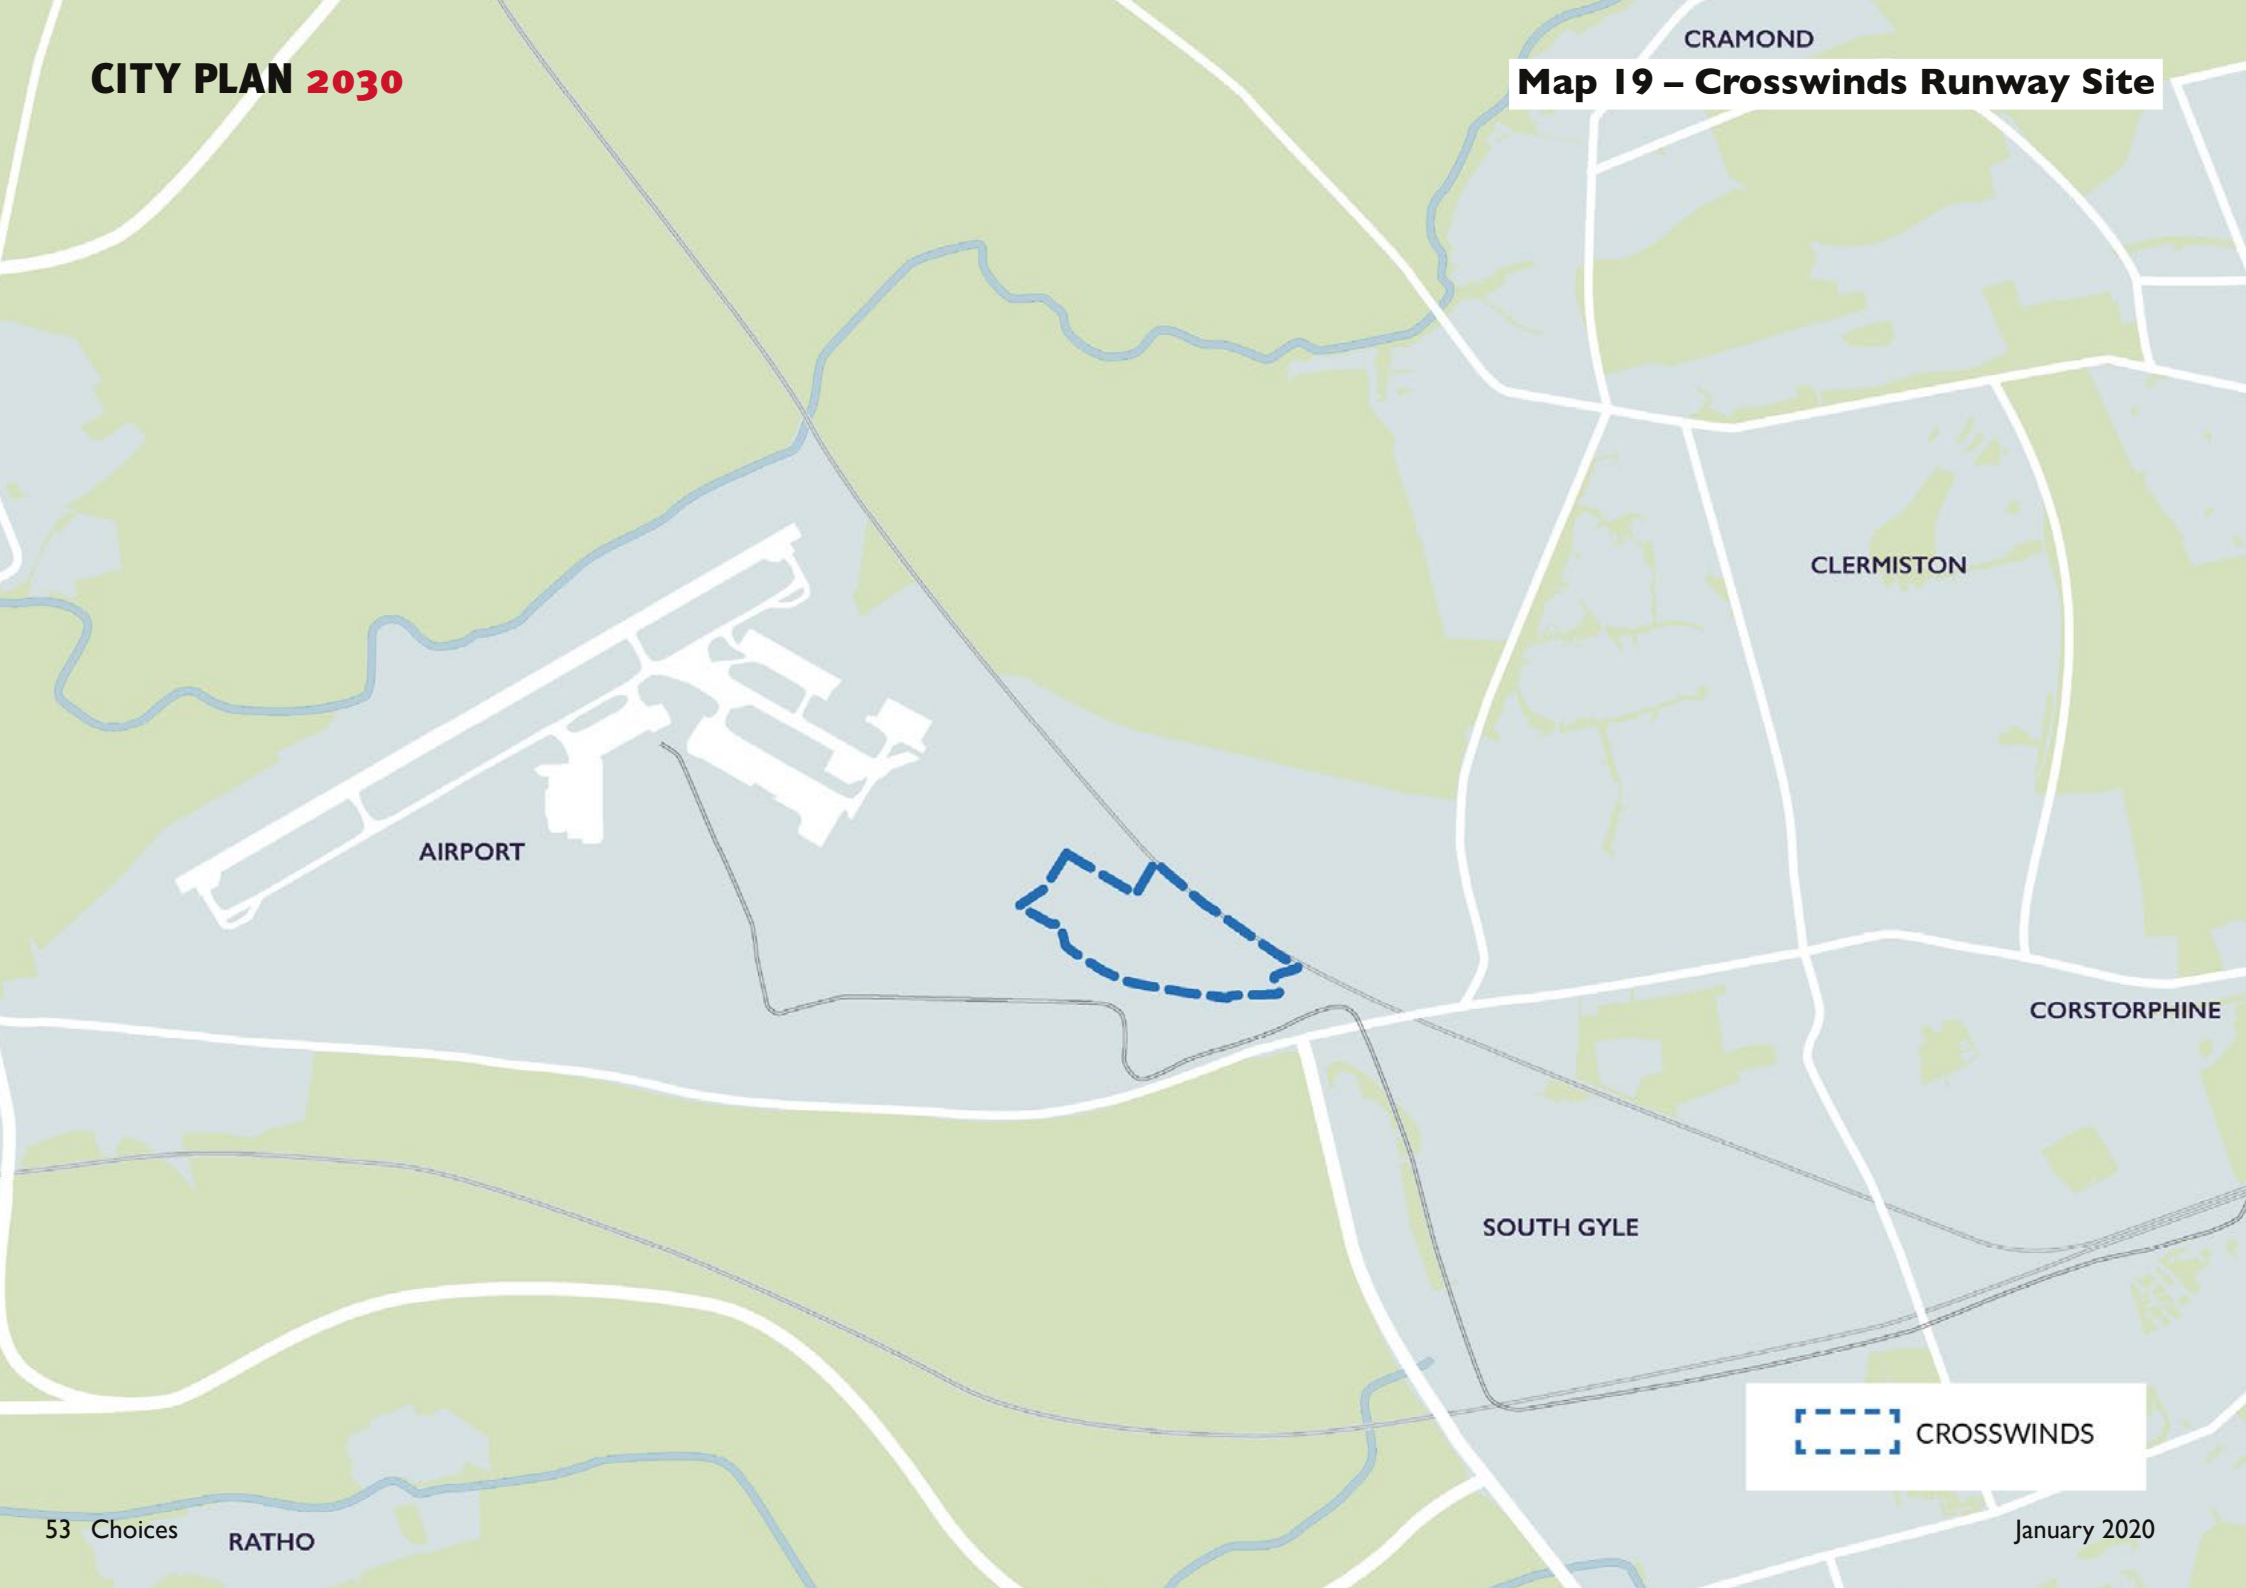 CITY PLAN 2030
Map 19 – Crosswinds Runway Site
CRAMOND
CLERMISTON
AIRPORT
CORSTORPHINE
SOUTH GYLE
CROSSWINDS
RATHO
53 Choices
January 2020